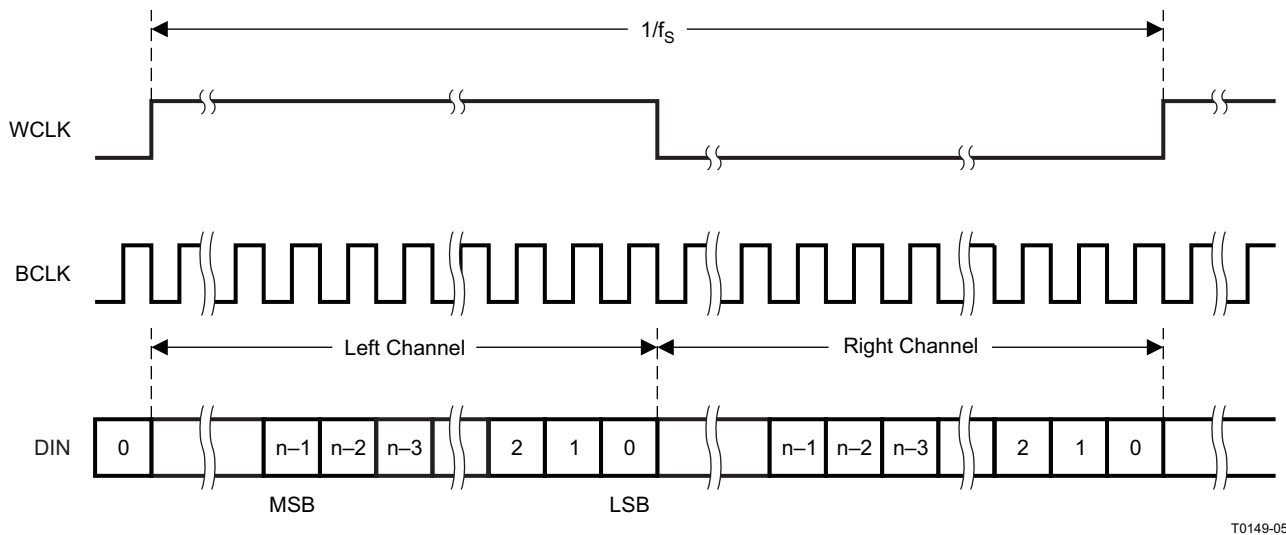 1/fS
WCLK
BCLK
Left Channel
Right Channel
DIN
0
n–1
n–2
n–3
2
1
0
n–1
n–2
n–3
2
1
0
MSB
LSB
T0149-05